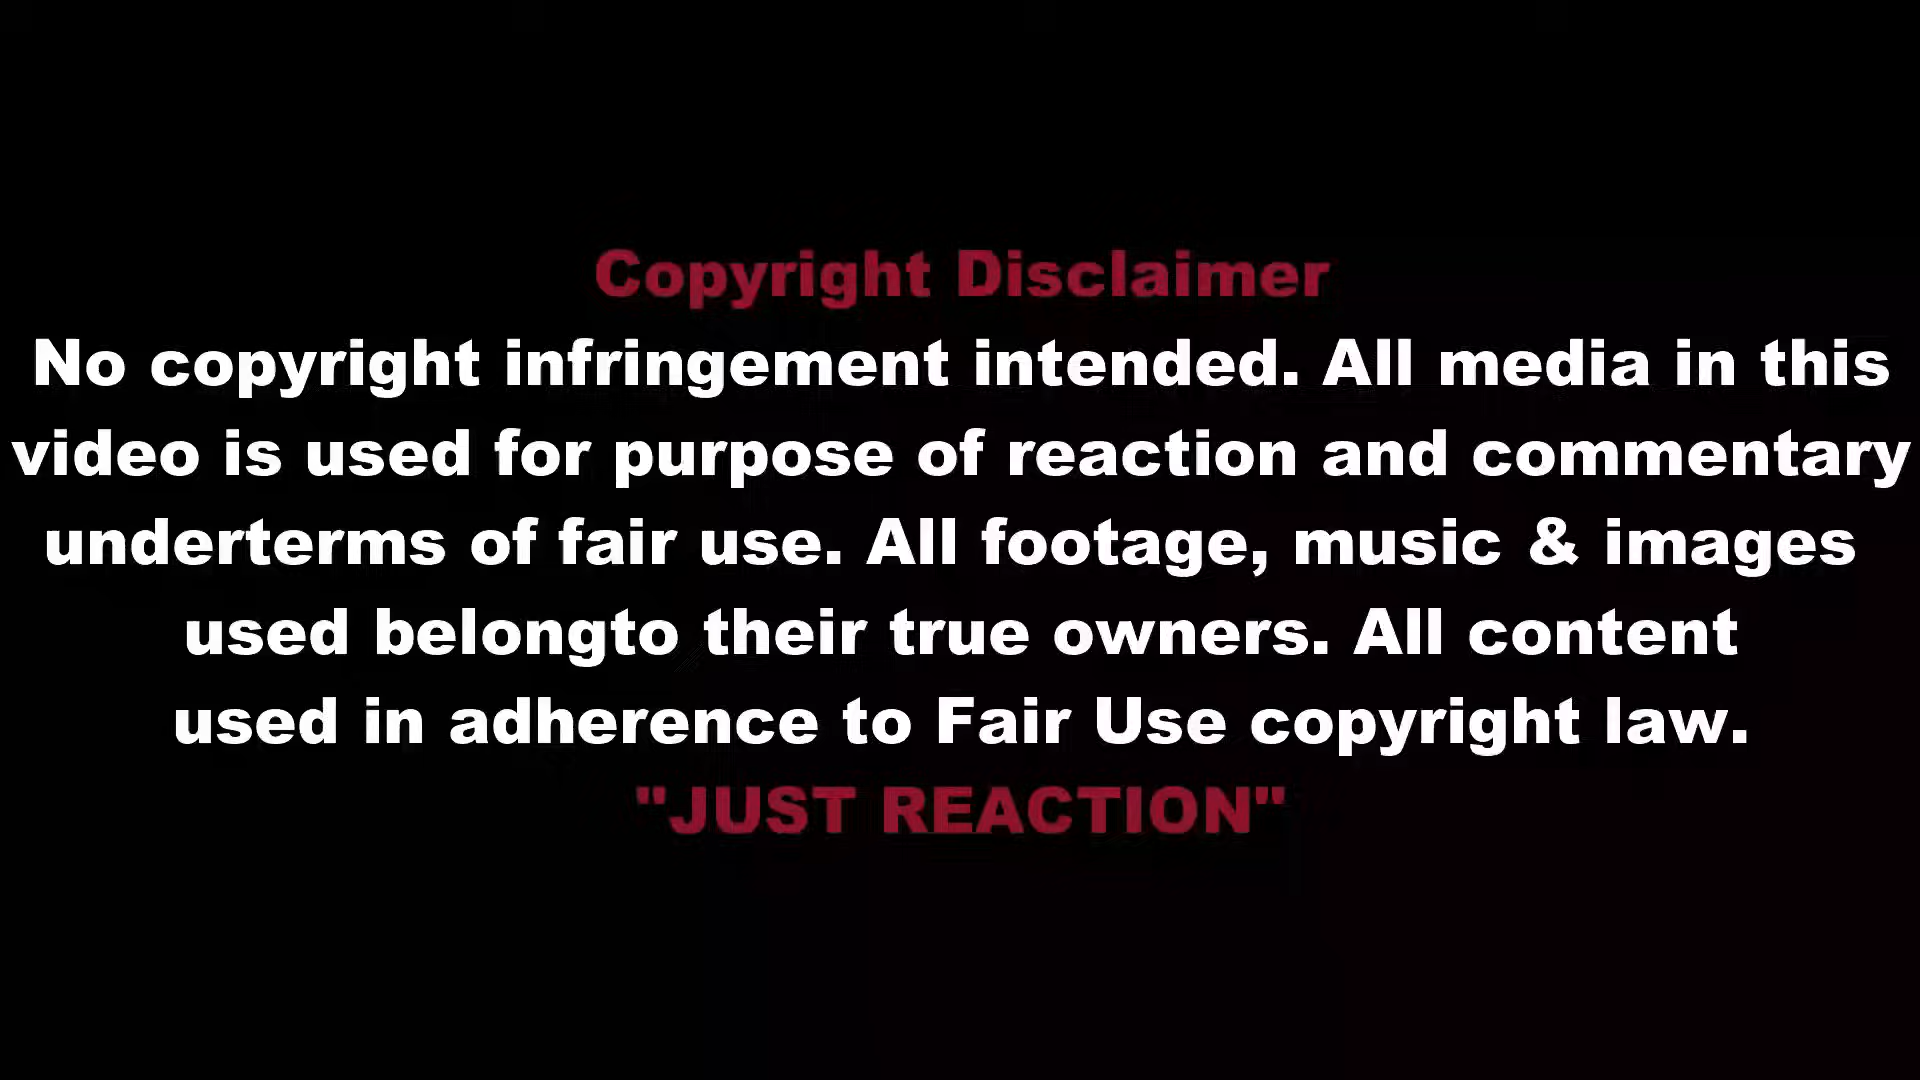 Copyright Disclaimer
No copyright infringement intended. All media in this
video is used for purpose of reaction and commentary
underterms of fair use. All footage, music & images
used belongto their true owners. All content
used in adherence to Fair Use copyright law.
"JUST REACTION"